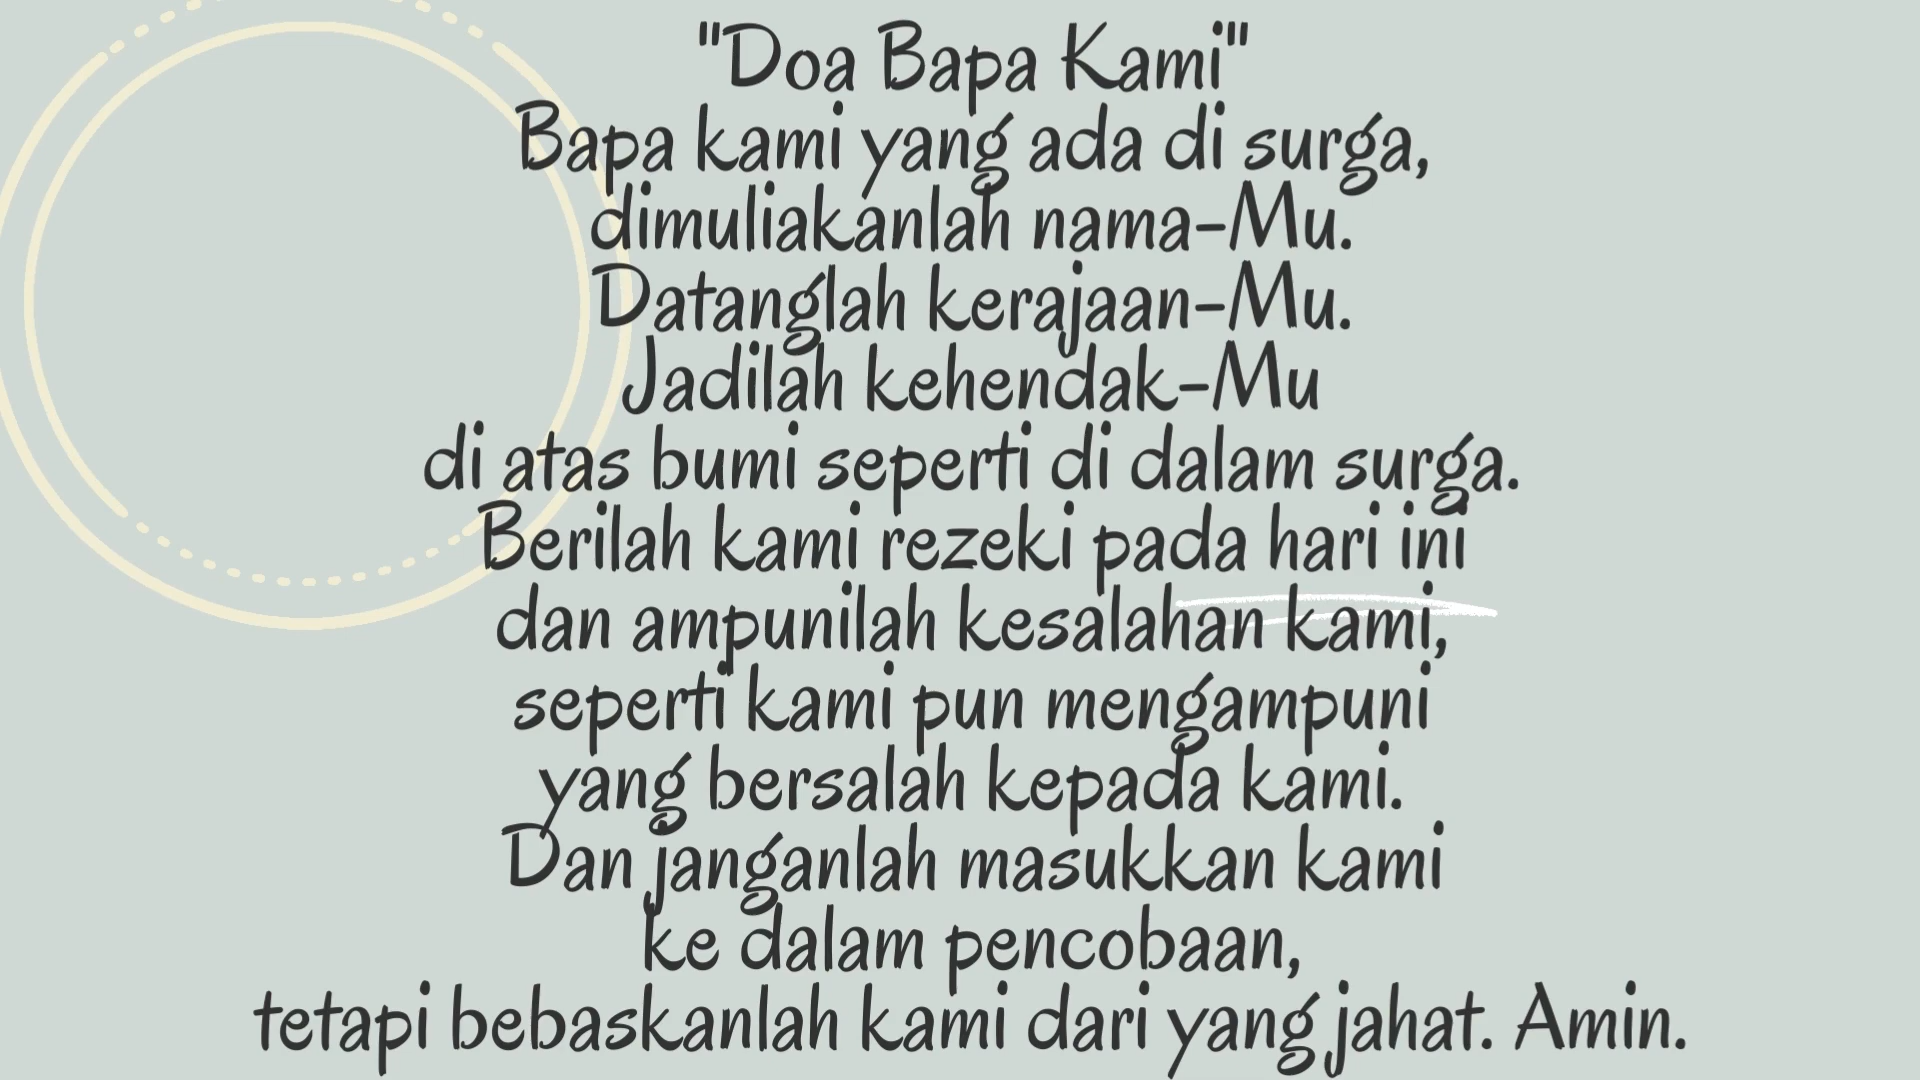 "Doa Bapa Kami"
Bapa kami yang ada di surga,
dimuliakanlah nama-Mu.
Datanglah kerajaan-Mu.
Jadilah kehendak-Mu
di atas bumi seperti di dalam surga.
Berilah kami rezeki pada hari ini
dan ampunilah kesalahan kami,
seperti kami pun mengampuni
yang bersalah kepada kami.
Dan janganlah masukkan kami
ke dalam pencobaan,
tetapi bebaskanlah kami dari yang jahat. Amin.